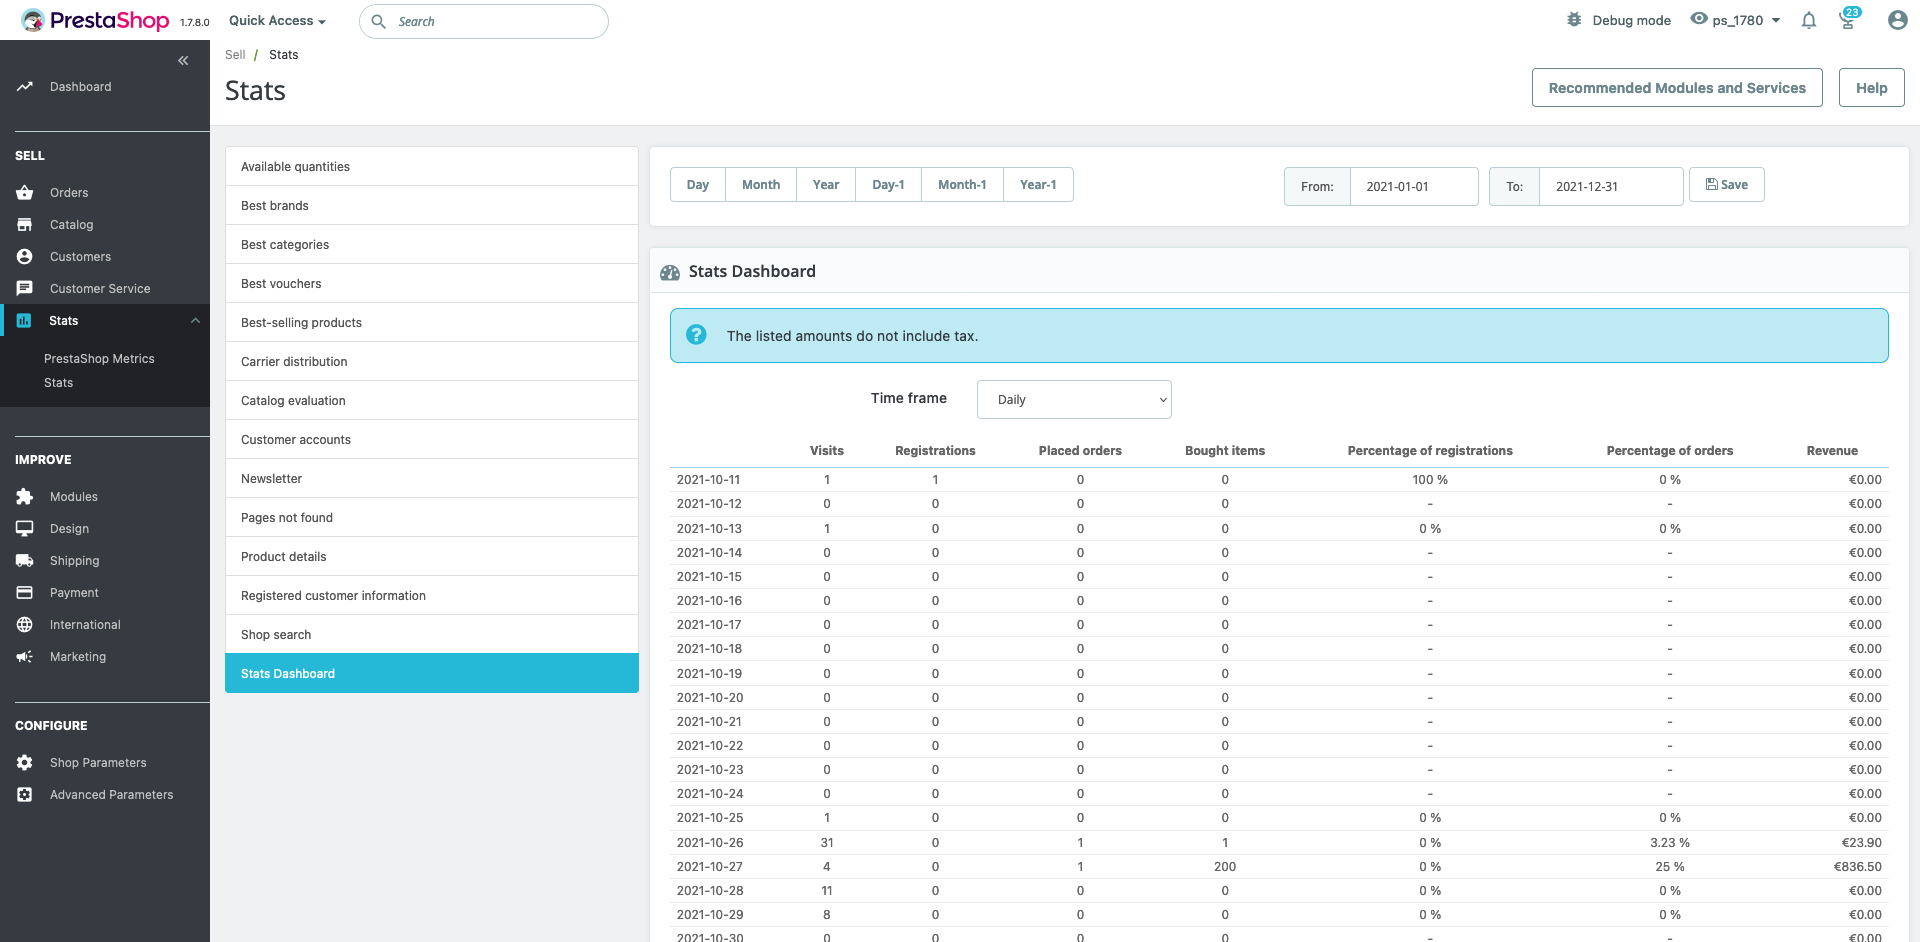 PrestaShop 1.7.8.0
Quick Access
Search
Debug mode
ps_1780
23
Sell / Stats
Stats
Recommended Modules and Services
Help
Dashboard
SELL
Orders
Catalog
Customers
Customer Service
Stats
PrestaShop Metrics
Stats
IMPROVE
Modules
Design
Shipping
Payment
International
Marketing
CONFIGURE
Shop Parameters
Advanced Parameters
Available quantities
Best brands
Best categories
Best vouchers
Best-selling products
Carrier distribution
Catalog evaluation
Customer accounts
Newsletter
Pages not found
Product details
Registered customer information
Shop search
Stats Dashboard
Day Month Year Day-1 Month-1 Year-1
From: 2021-01-01 To: 2021-12-31 Save
Stats Dashboard
The listed amounts do not include tax.
Time frame Daily
Visits Registrations Placed orders Bought items Percentage of registrations Percentage of orders Revenue
2021-10-11 1 1 0 0 100 % 0 % €0.00
2021-10-12 0 0 0 0 - - €0.00
2021-10-13 1 0 0 0 0 % 0 % €0.00
2021-10-14 0 0 0 0 - - €0.00
2021-10-15 0 0 0 0 - - €0.00
2021-10-16 0 0 0 0 - - €0.00
2021-10-17 0 0 0 0 - - €0.00
2021-10-18 0 0 0 0 - - €0.00
2021-10-19 0 0 0 0 - - €0.00
2021-10-20 0 0 0 0 - - €0.00
2021-10-21 0 0 0 0 - - €0.00
2021-10-22 0 0 0 0 - - €0.00
2021-10-23 0 0 0 0 - - €0.00
2021-10-24 0 0 0 0 - - €0.00
2021-10-25 1 0 0 0 0 % 0 % €0.00
2021-10-26 31 0 1 1 0 % 3.23 % €23.90
2021-10-27 4 0 1 200 0 % 25 % €836.50
2021-10-28 11 0 0 0 0 % 0 % €0.00
2021-10-29 8 0 0 0 0 % 0 % €0.00
2021-10-30 0 0 0 0 - - €0.00